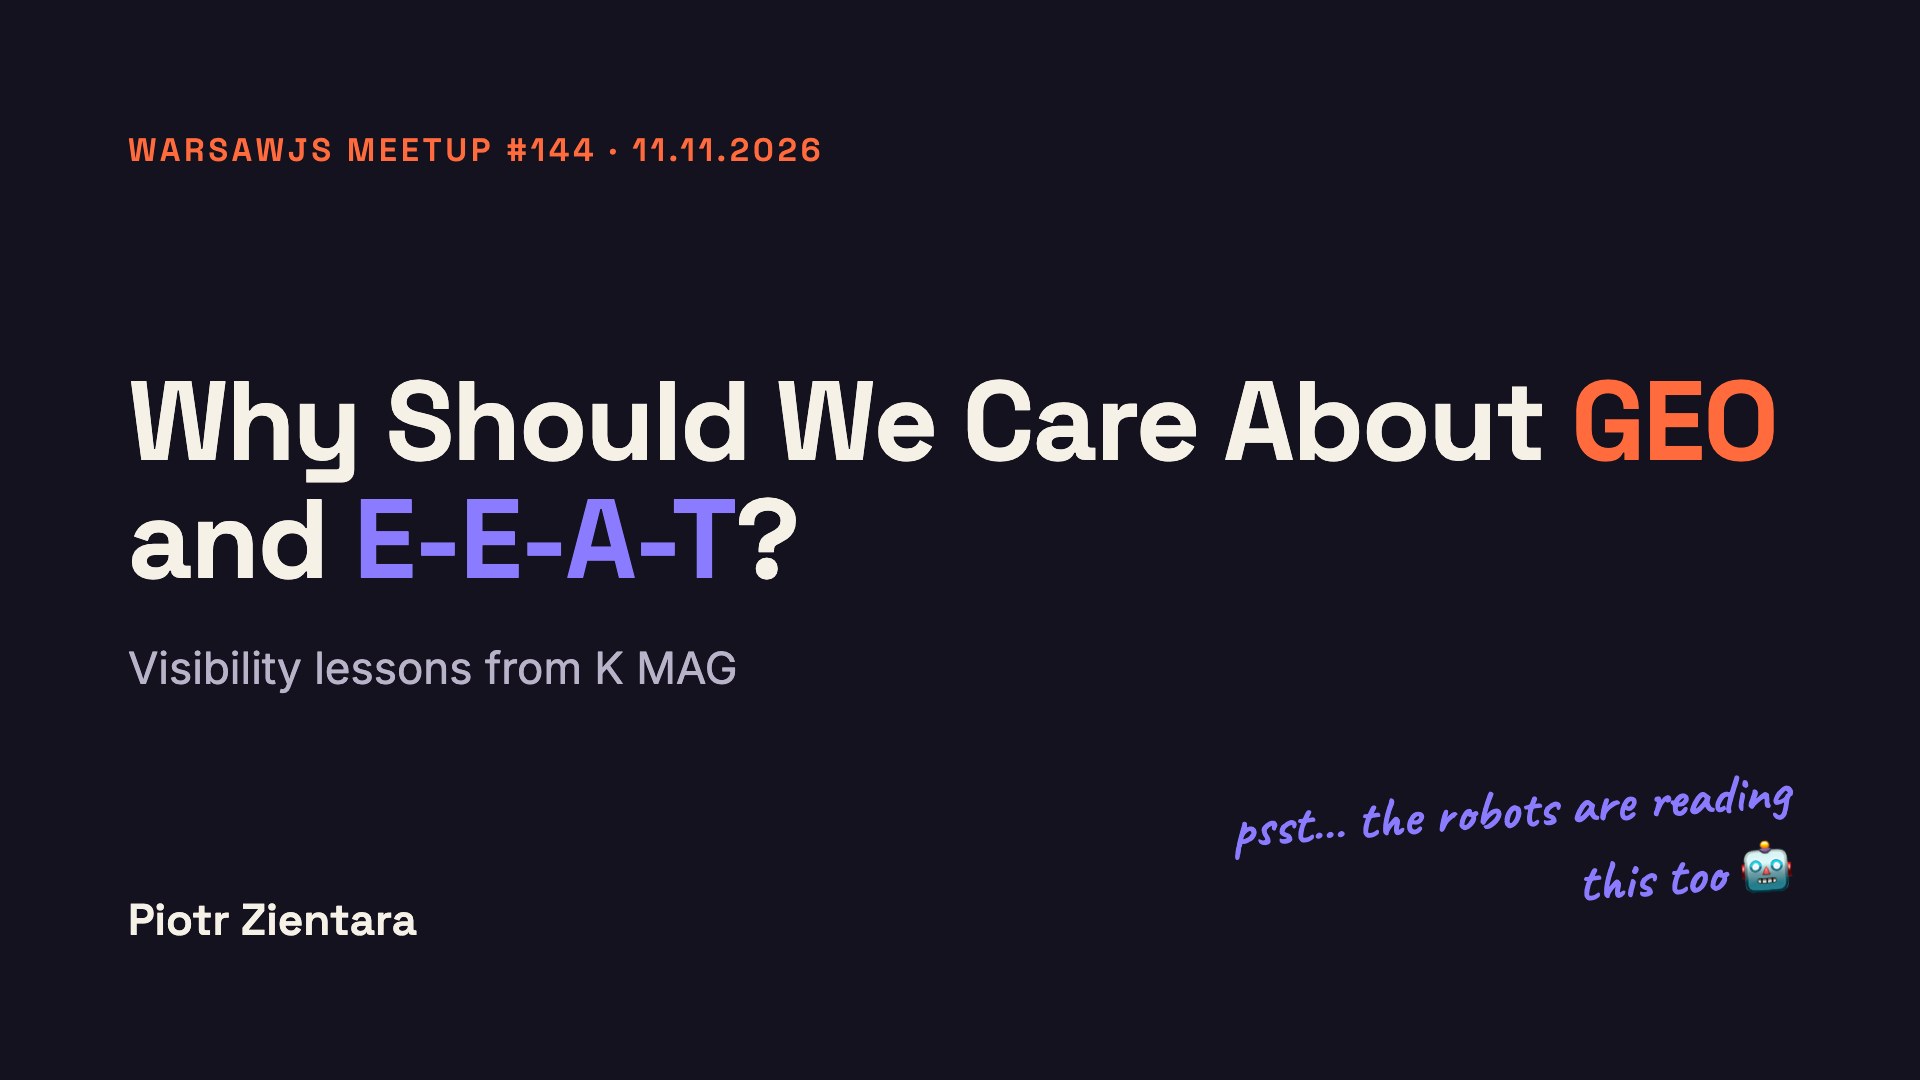 WARSAWJS MEETUP #144 · 11.11.2026
Why Should We Care About GEO
and E-E-A-T?
Visibility lessons from K MAG
psst... the robots are reading
this too 🤖
Piotr Zientara